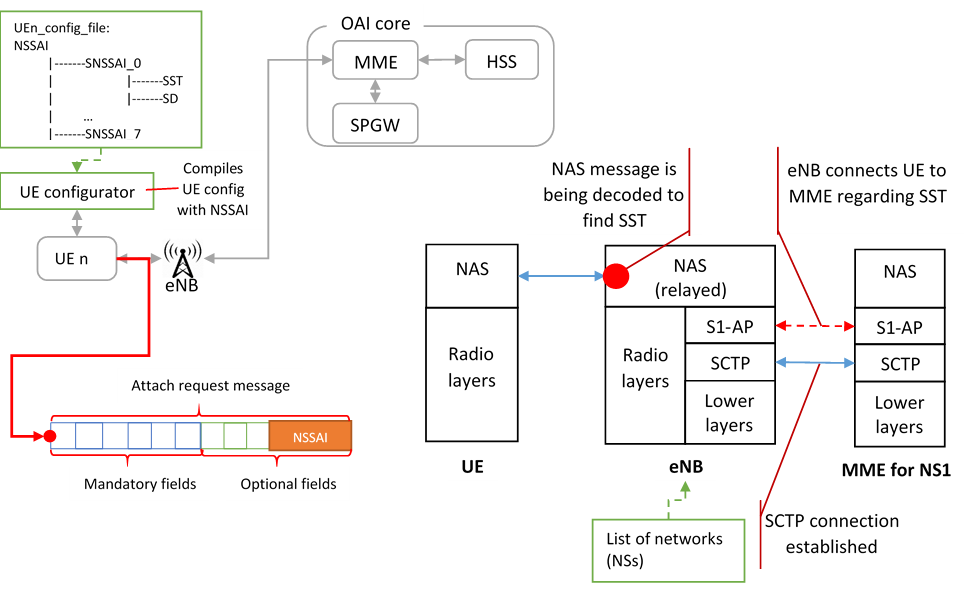 UEn_config_file:
NSSAI
|-------SNSSAI_0
| |-------SST
| |-------SD
| ...
|-------SNSSAI 7
UE configurator
Compiles
UE config
with NSSAI
UE n
eNB
OAI core
MME
HSS
SPGW
Attach request message
NSSAI
Mandatory fields
Optional fields
NAS message is
being decoded to
find SST
eNB connects UE to
MME regarding SST
NAS
Radio
layers
UE
NAS
(relayed)
Radio
layers
S1-AP
SCTP
Lower
layers
eNB
NAS
S1-AP
SCTP
Lower
layers
MME for NS1
List of networks
(NSs)
SCTP connection
established